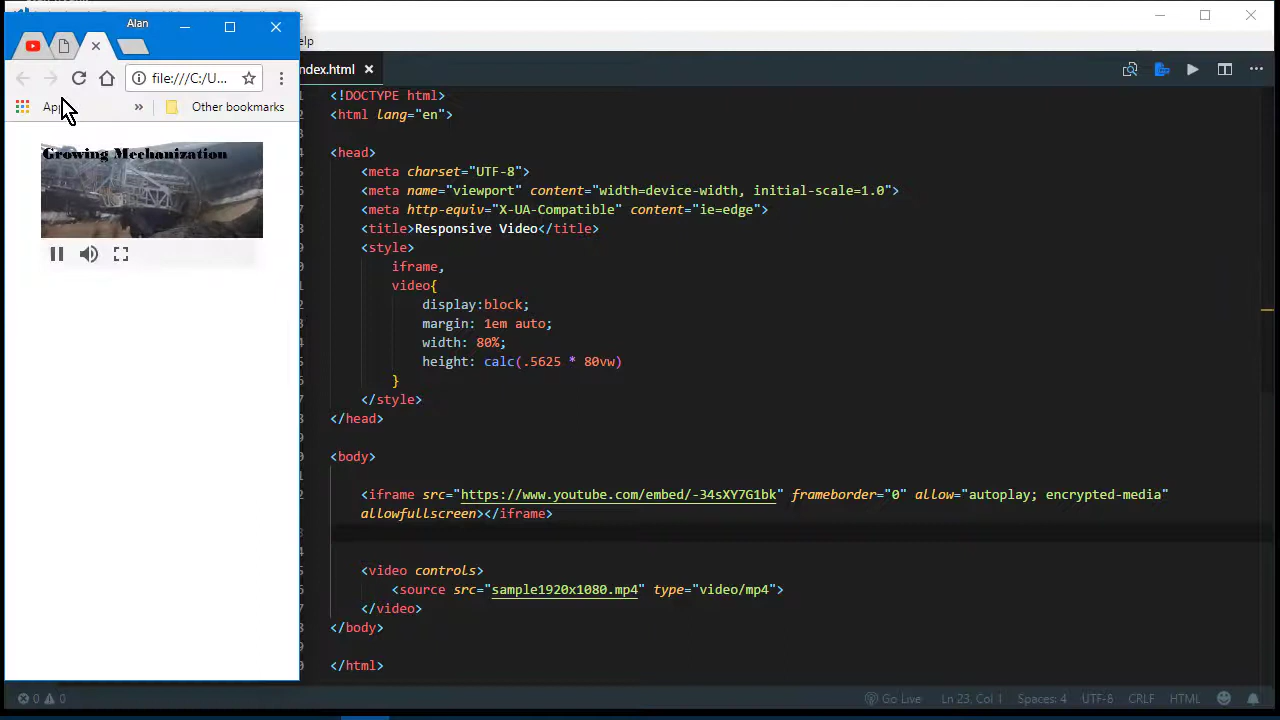 Alan
elp
file:///C:/U...
Ap
»
Other bookmarks
Growing Mechanization
ndex.html
<!DOCTYPE html>
<html lang="en">
<head>
<meta charset="UTF-8">
<meta name="viewport" content="width=device-width, initial-scale=1.0">
<meta http-equiv="X-UA-Compatible" content="ie=edge">
<title>Responsive Video</title>
<style>
iframe,
video{
display:block;
margin: 1em auto;
width: 80%;
height: calc(.5625 * 80vw)
}
</style>
</head>
<body>
<iframe src="https://www.youtube.com/embed/-34sXY7G1bk" frameborder="0" allow="autoplay; encrypted-media"
allowfullscreen></iframe>
<video controls>
<source src="sample1920x1080.mp4" type="video/mp4">
</video>
</body>
</html>
0 0 Go Live Ln 23, Col 1 Spaces: 4 UTF-8 CRLF HTML